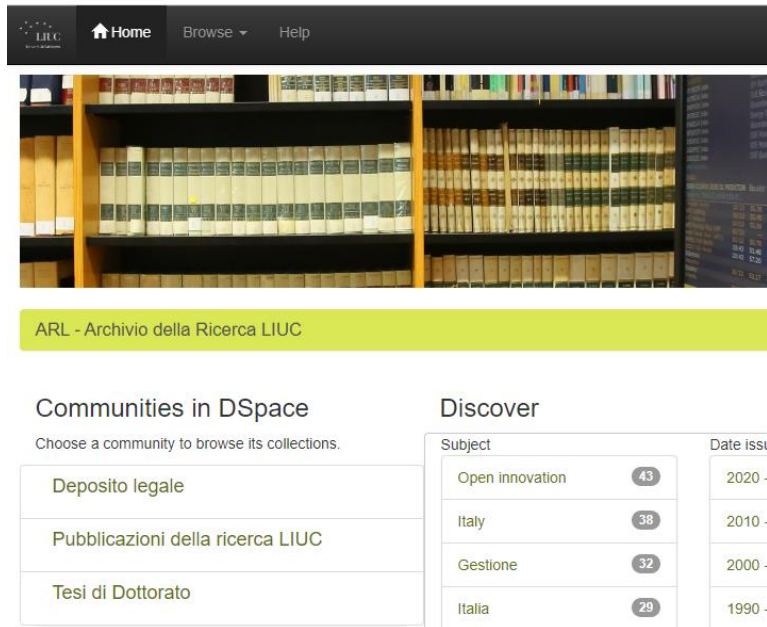 LIUC
Home
Browse
Help
ARL - Archivio della Ricerca LIUC
Communities in DSpace
Choose a community to browse its collections.
Deposito legale
Pubblicazioni della ricerca LIUC
Tesi di Dottorato
Discover
Subject
Open innovation 43
Italy 38
Gestione 32
Italia 29
Date issu
2020 -
2010 -
2000 -
1990 -